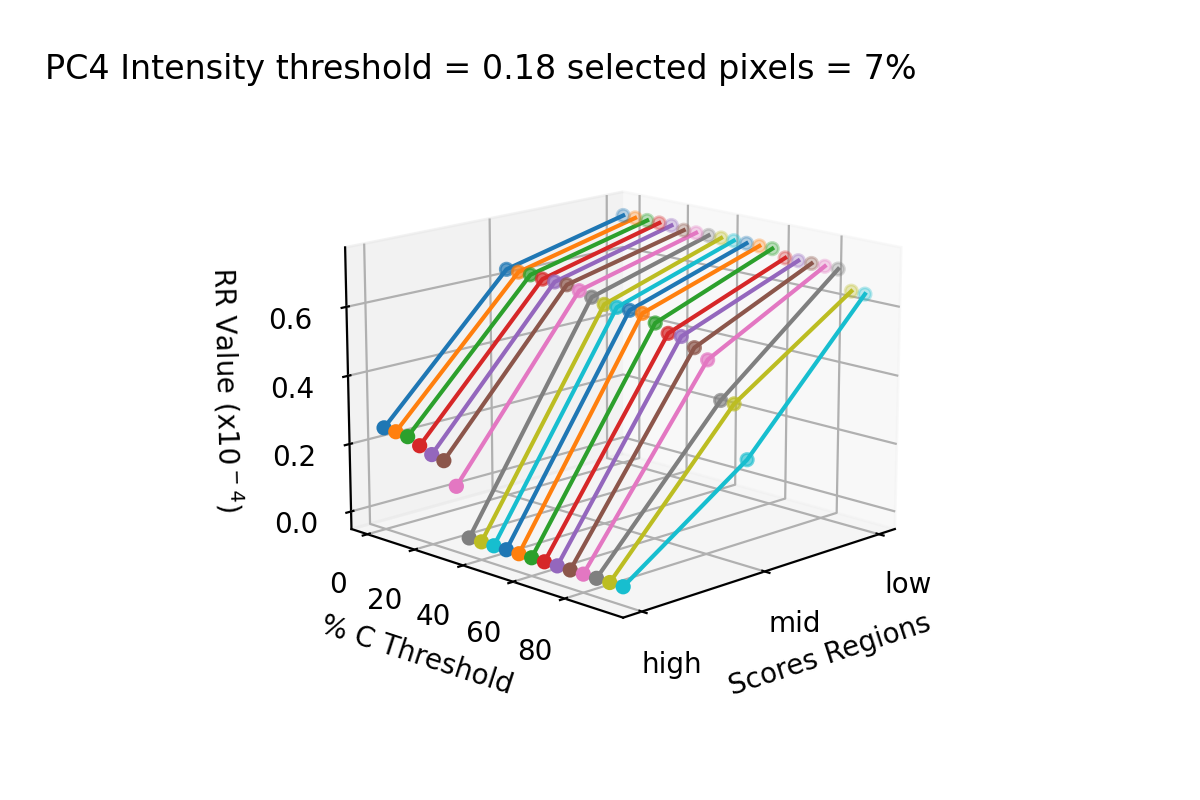 PC4 Intensity threshold = 0.18 selected pixels = 7%
RR Value (x10⁻⁴)
0.6
0.4
0.2
0.0
0
20
40
60
80
% C Threshold
high
mid
low
Scores Regions